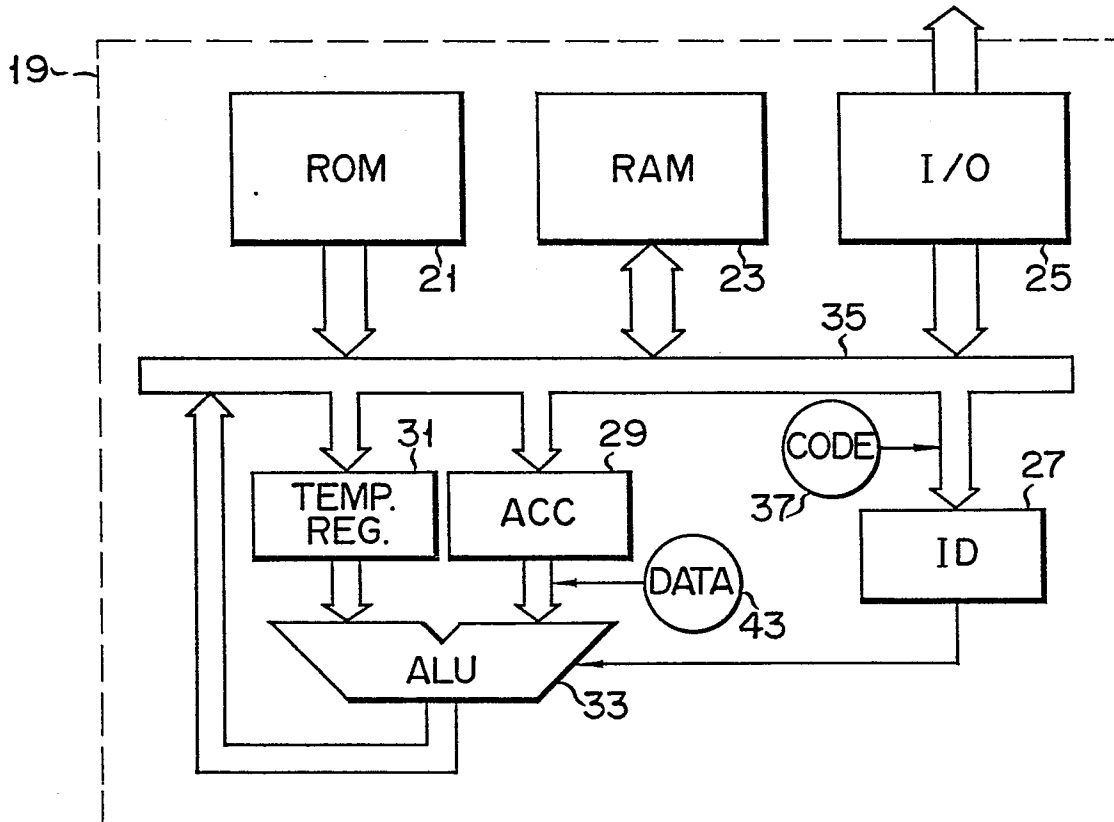 19
ROM
RAM
I/O
21
23
25
35
31
29
CODE
37
27
TEMP.
REG.
ACC
ID
DATA
43
ALU
33